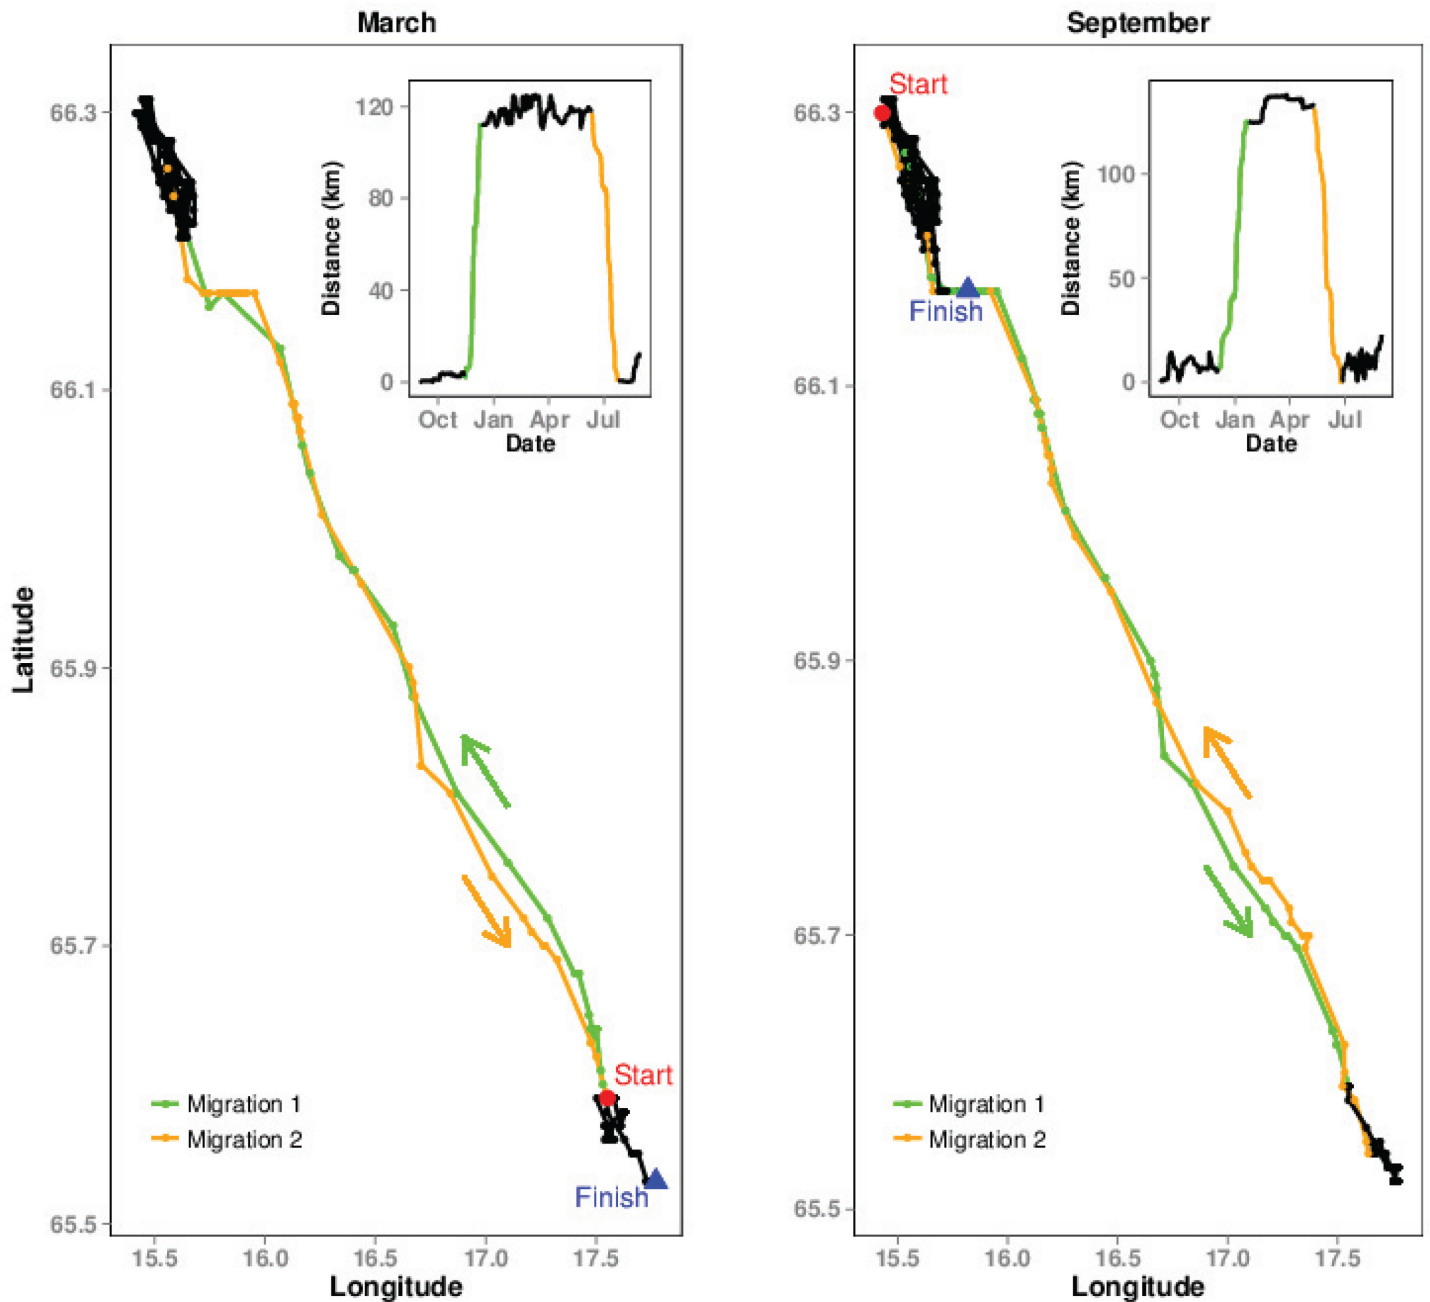 March
September
Latitude
66.3
66.1
65.9
65.7
65.5
15.5 16.0 16.5 17.0 17.5
Longitude
Distance (km)
120
80
40
0
Oct Jan Apr Jul
Date
Start
Finish
Migration 1
Migration 2
66.3
66.1
65.9
65.7
65.5
15.5 16.0 16.5 17.0 17.5
Longitude
Start
Finish
Distance (km)
100
50
0
Oct Jan Apr Jul
Date
Migration 1
Migration 2